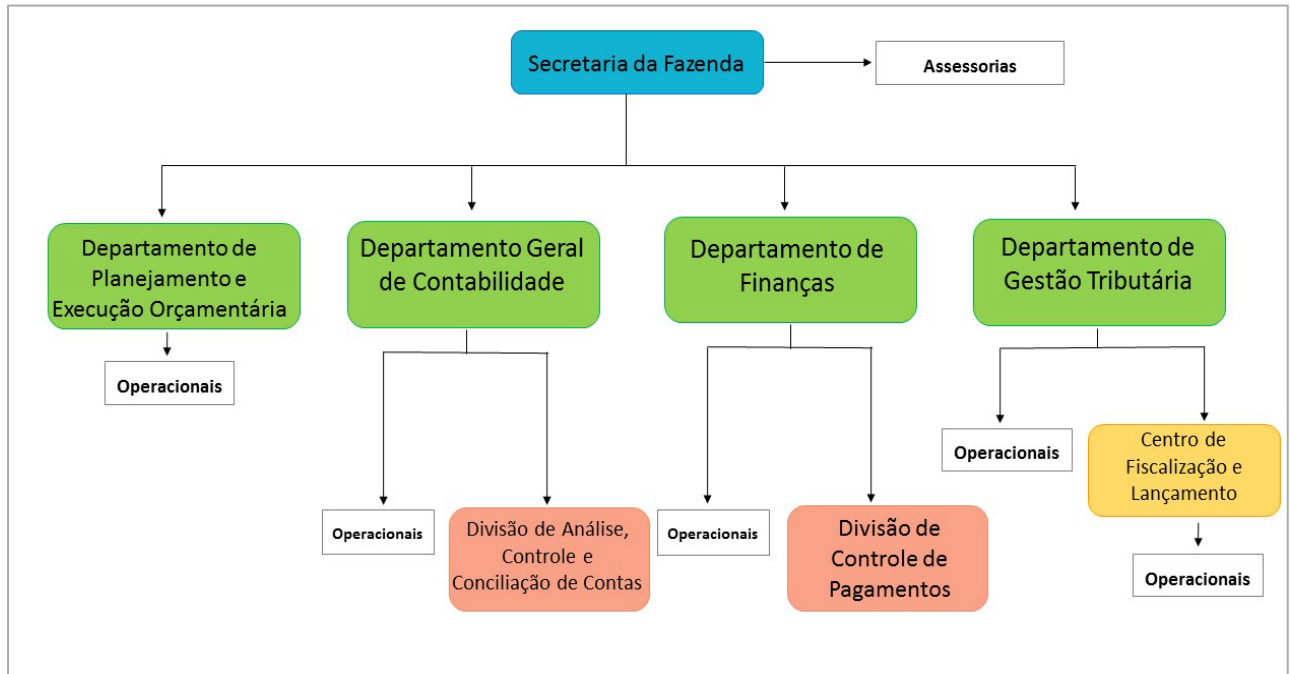 Secretaria da Fazenda
Assessorias
Departamento de
Planejamento e
Execução Orçamentária
Departamento Geral
de Contabilidade
Departamento de
Finanças
Departamento de
Gestão Tributária
Operacionais
Operacionais
Centro de
Fiscalização e
Lançamento
Operacionais
Divisão de Análise,
Controle e
Conciliação de Contas
Operacionais
Divisão de
Controle de
Pagamentos
Operacionais